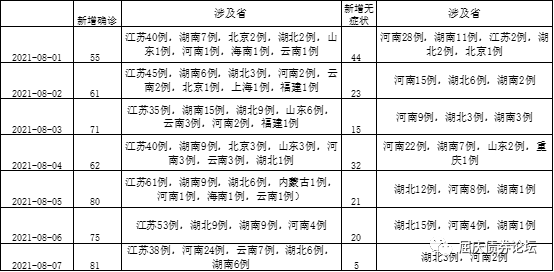 新增确诊
涉及省
新增无
症状
涉及省
2021-08-01
55
江苏40例，湖南7例，北京2例，湖北2例，山
东1例，河南1例，海南1例，云南1例
44
河南28例，湖南11例，江苏2例，湖
北2例，北京1例
2021-08-02
61
江苏45例，湖南6例，湖北3例，河南2例，云
南2例，北京1例，上海1例，福建1例
23
河南15例，湖北6例，湖南2例
2021-08-03
71
江苏35例，湖南15例，湖北9例，山东6例，
云南3例，河南2例，福建1例
15
河南9例，湖北3例，湖南3例
2021-08-04
62
江苏40例，湖南9例，北京3例，山东3例，河
南3例，云南3例，湖北1例
32
河南22例，湖南7例，山东2例，重
庆1例
2021-08-05
80
江苏61例，湖南9例，湖北6例，内蒙古1例，
河南1例，海南1例，云南1例）
21
湖北12例，河南8例，湖南1例
2021-08-06
75
江苏53例，湖北9例，湖南9例，河南4例
20
湖北15例，河南4例，湖南1例
2021-08-07
81
江苏38例，河南24例，云南7例，湖北6例，
湖南6例
5
湖北3例，河南2例
屈庆债券论坛